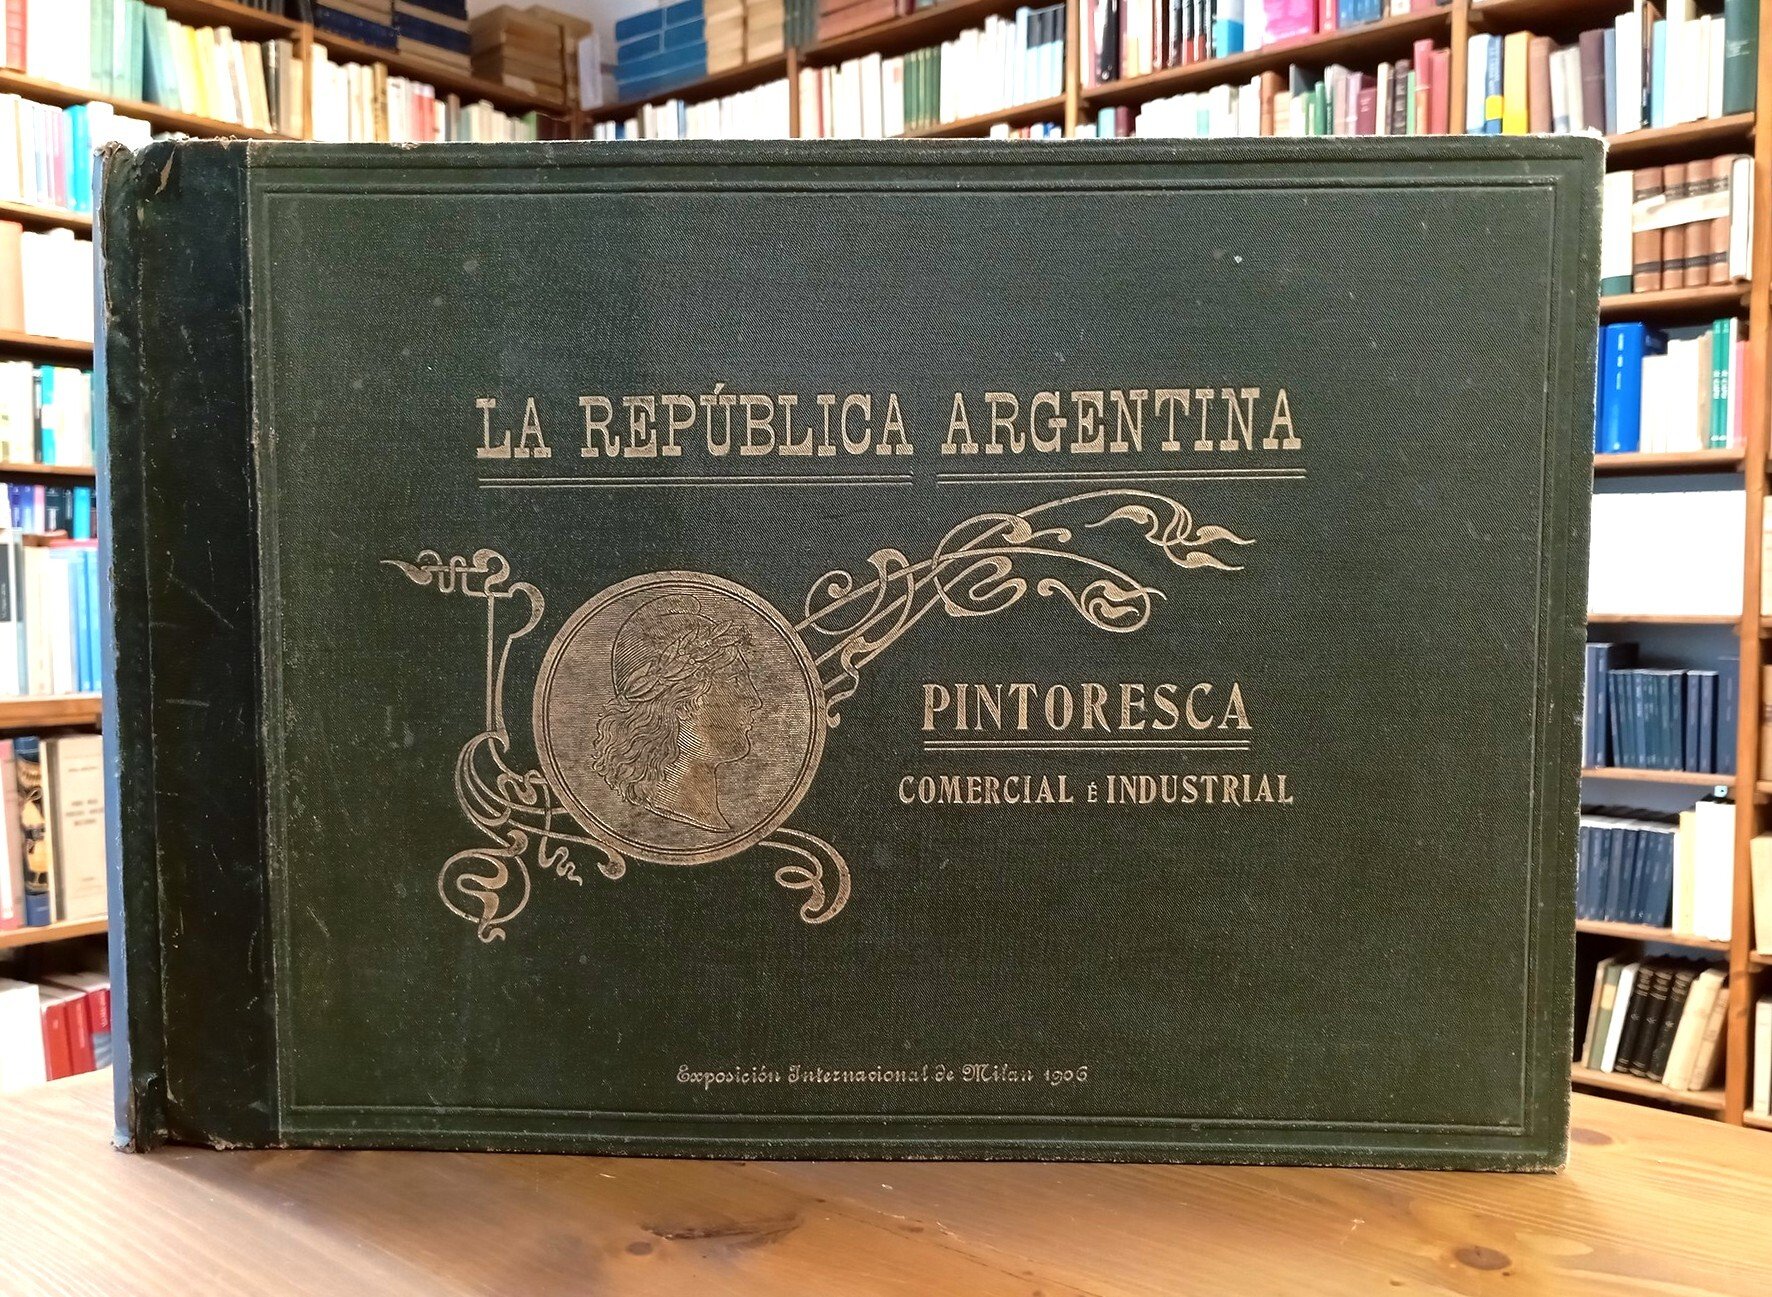 LA REPÚBLICA ARGENTINA
PINTORESCA
COMERCIAL É INDUSTRIAL
Exposición Internacional de Milan 1906